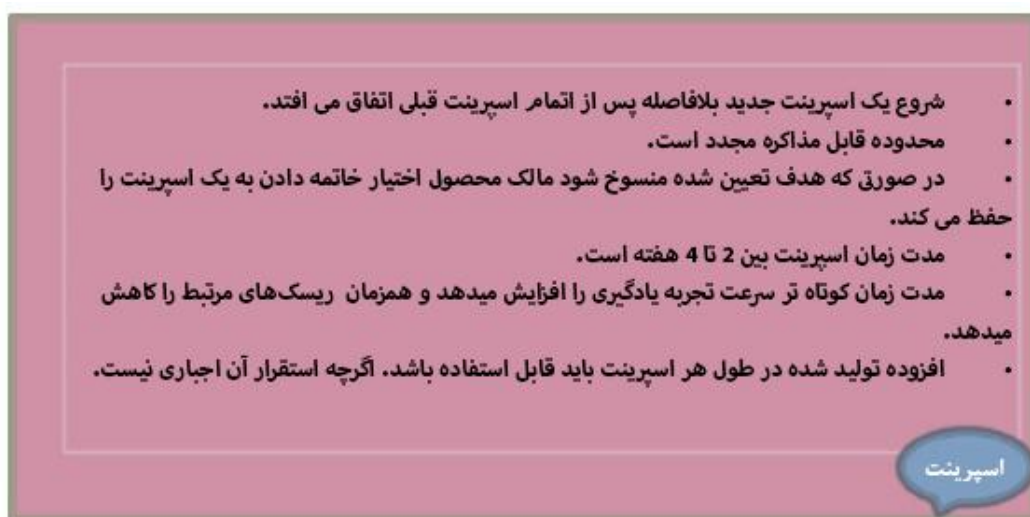 • شروع یک اسپرینت جدید بلافاصله پس از اتمام اسپرینت قبلی اتفاق می افتد.
• محدوده قابل مذاکره مجدد است.
• در صورتی که هدف تعیین شده منسوخ شود مالک محصول اختیار خاتمه دادن به یک اسپرینت را
حفظ می کند.
• مدت زمان اسپرینت بین 2 تا 4 هفته است.
• مدت زمان کوتاه تر سرعت تجربه یادگیری را افزایش میدهد و همزمان ریسک‌های مرتبط را کاهش
میدهد.
• افزوده تولید شده در طول هر اسپرینت باید قابل استفاده باشد. اگرچه استقرار آن اجباری نیست.
اسپرینت